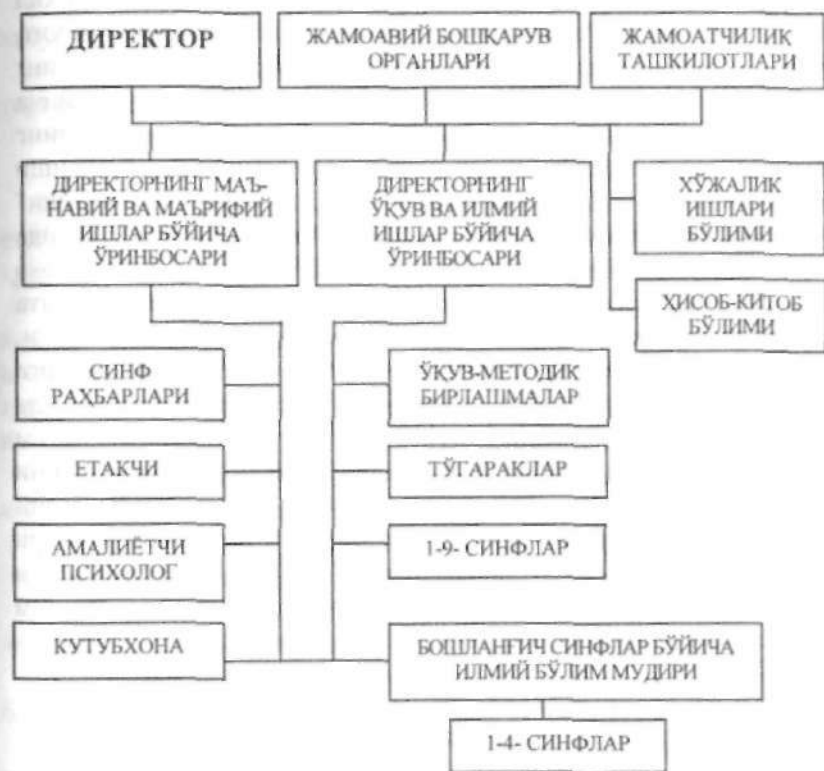 ДИРЕКТОР
ЖАМОАВИЙ БОШҚАРУВ
ОРГАНЛАРИ
ЖАМОАТЧИЛИК
ТАШКИЛОТЛАРИ
ДИРЕКТОРНИНГ МАЪ-
НАВИЙ ВА МАЪРИФИЙ
ИШЛАР БЎЙИЧА
ЎРИНБОСАРИ
ДИРЕКТОРНИНГ
ЎҚУВ ВА ИЛМИЙ
ИШЛАР БЎЙИЧА
ЎРИНБОСАРИ
ХЎЖАЛИК
ИШЛАРИ
БЎЛИМИ
ҲИСОБ-КИТОБ
БЎЛИМИ
СИНФ
РАҲБАРЛАРИ
ЎҚУВ-МЕТОДИК
БИРЛАШМАЛАР
ЕТАКЧИ
ТЎГАРАКЛАР
АМАЛИЁТЧИ
ПСИХОЛОГ
1-9- СИНФЛАР
КУТУБХОНА
БОШЛАНҒИЧ СИНФЛАР БЎЙИЧА
ИЛМИЙ БЎЛИМ МУДИРИ
1-4- СИНФЛАР